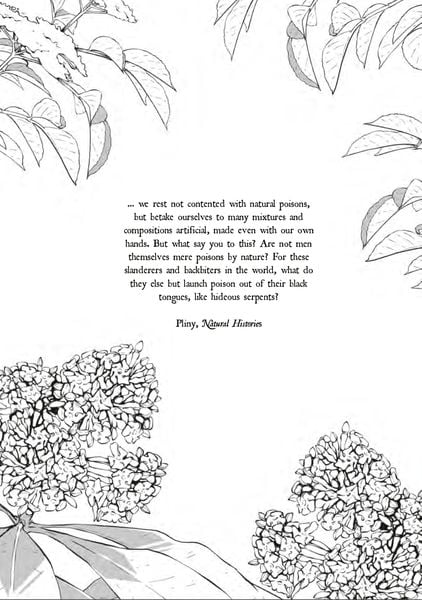 ... we rest not contented with natural poisons,
but betake ourselves to many mixtures and
compositions artificial, made even with our own
hands. But what say you to this? Are not men
themselves mere poisons by nature? For these
slanderers and backbiters in the world, what do
they else but launch poison out of their black
tongues, like hideous serpents?
Pliny, Natural Histories